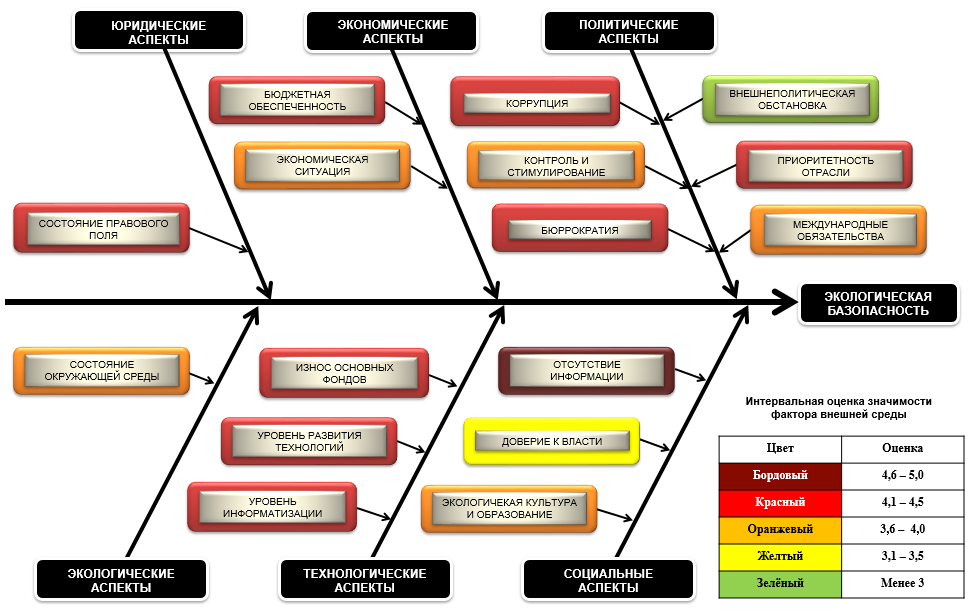 ЮРИДИЧЕСКИЕ
АСПЕКТЫ
ЭКОНОМИЧЕСКИЕ
АСПЕКТЫ
ПОЛИТИЧЕСКИЕ
АСПЕКТЫ
БЮДЖЕТНАЯ
ОБЕСПЕЧЕННОСТЬ
КОРРУПЦИЯ
ВНЕШНЕПОЛИТИЧЕСКАЯ
ОБСТАНОВКА
ЭКОНОМИЧЕСКАЯ
СИТУАЦИЯ
КОНТРОЛЬ И
СТИМУЛИРОВАНИЕ
ПРИОРИТЕТНОСТЬ
ОТРАСЛИ
СОСТОЯНИЕ ПРАВОВОГО
ПОЛЯ
БЮРРОКРАТИЯ
МЕЖДУНАРОДНЫЕ
ОБЯЗАТЕЛЬСТВА
ЭКОЛОГИЧЕСКАЯ
БАЗОПАСНОСТЬ
СОСТОЯНИЕ
ОКРУЖАЮЩЕЙ СРЕДЫ
ИЗНОС ОСНОВНЫХ
ФОНДОВ
ОТСУТСТВИЕ
ИНФОРМАЦИИ
УРОВЕНЬ РАЗВИТИЯ
ТЕХНОЛОГИЙ
ДОВЕРИЕ К ВЛАСТИ
УРОВЕНЬ
ИНФОРМАТИЗАЦИИ
ЭКОЛОГИЧЕКАЯ КУЛЬТУРА
И ОБРАЗОВАНИЕ
ЭКОЛОГИЧЕСКИЕ
АСПЕКТЫ
ТЕХНОЛОГИЧЕСКИЕ
АСПЕКТЫ
СОЦИАЛЬНЫЕ
АСПЕКТЫ
Интервальная оценка значимости
фактора внешней среды
Цвет Оценка
Бордовый 4,6 – 5,0
Красный 4,1 – 4,5
Оранжевый 3,6 – 4,0
Желтый 3,1 – 3,5
Зелёный Менее 3